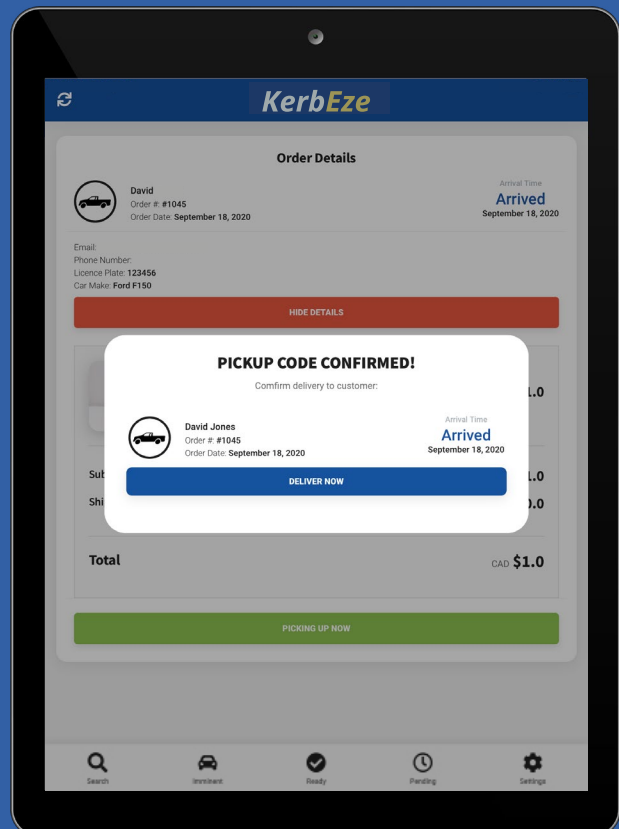 KerbEze
Order Details
David
Order #: #1045
Order Date: September 18, 2020
Arrival Time
Arrived
September 18, 2020
Email:
Phone Number:
Licence Plate: 123456
Car Make: Ford F150
HIDE DETAILS
PICKUP CODE CONFIRMED!
Comfirm delivery to customer:
David Jones
Order #: #1045
Order Date: September 18, 2020
Arrival Time
Arrived
September 18, 2020
DELIVER NOW
Total
CAD $1.0
PICKING UP NOW
Search
Imminent
Ready
Pending
Settings